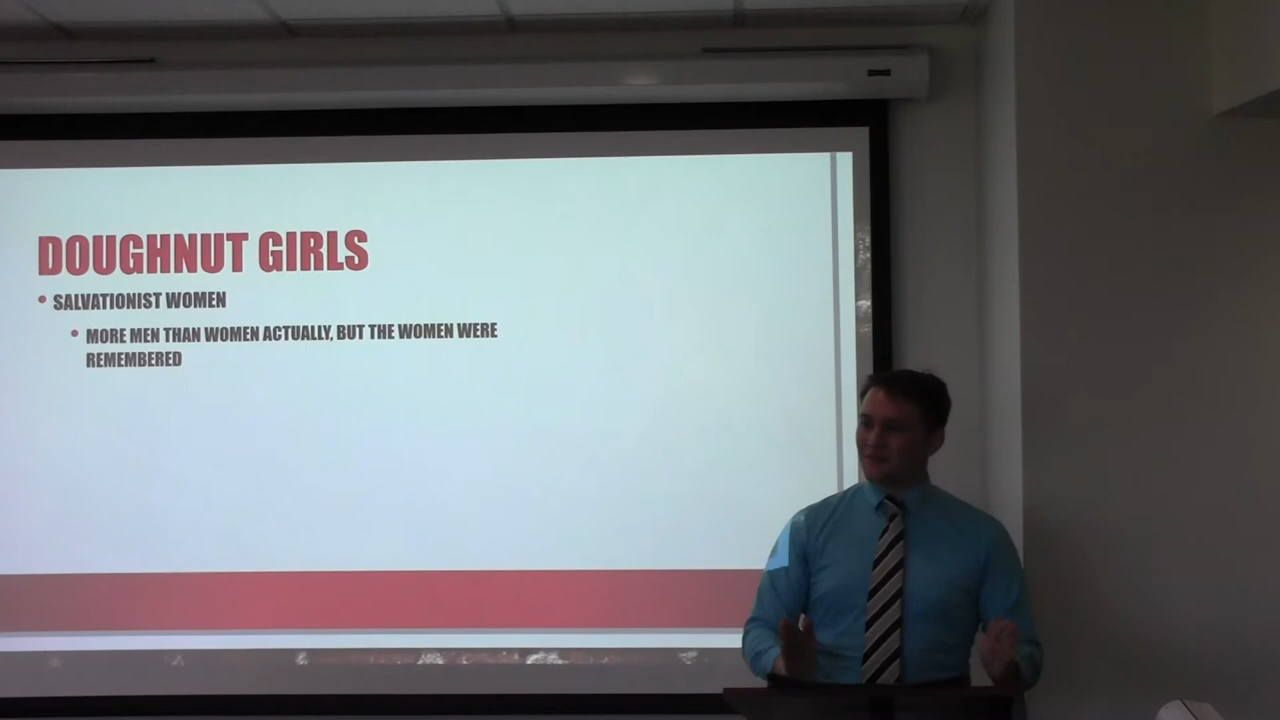 DOUGHNUT GIRLS
• SALVATIONIST WOMEN
• MORE MEN THAN WOMEN ACTUALLY, BUT THE WOMEN WERE
REMEMBERED